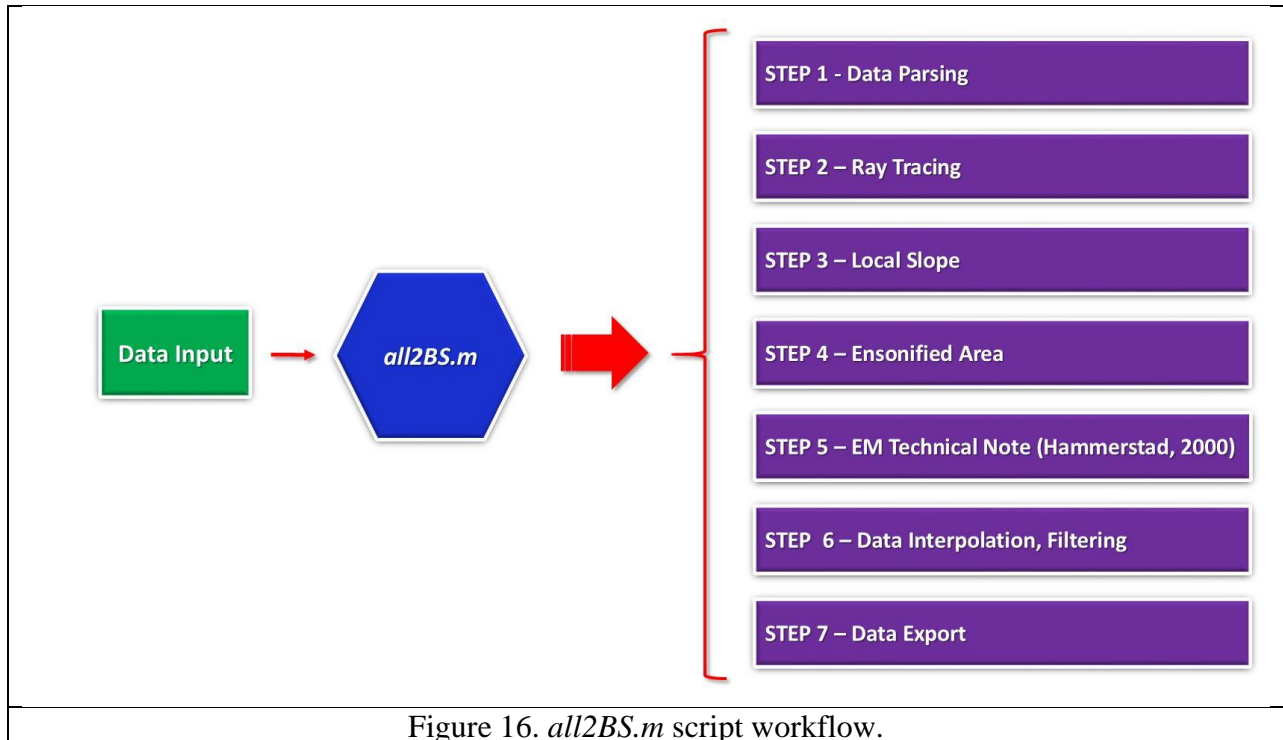 Data Input
all2BS.m
STEP 1 - Data Parsing
STEP 2 – Ray Tracing
STEP 3 – Local Slope
STEP 4 – Ensonified Area
STEP 5 – EM Technical Note (Hammerstad, 2000)
STEP  6 – Data Interpolation, Filtering
STEP 7 – Data Export
Figure 16. all2BS.m script workflow.